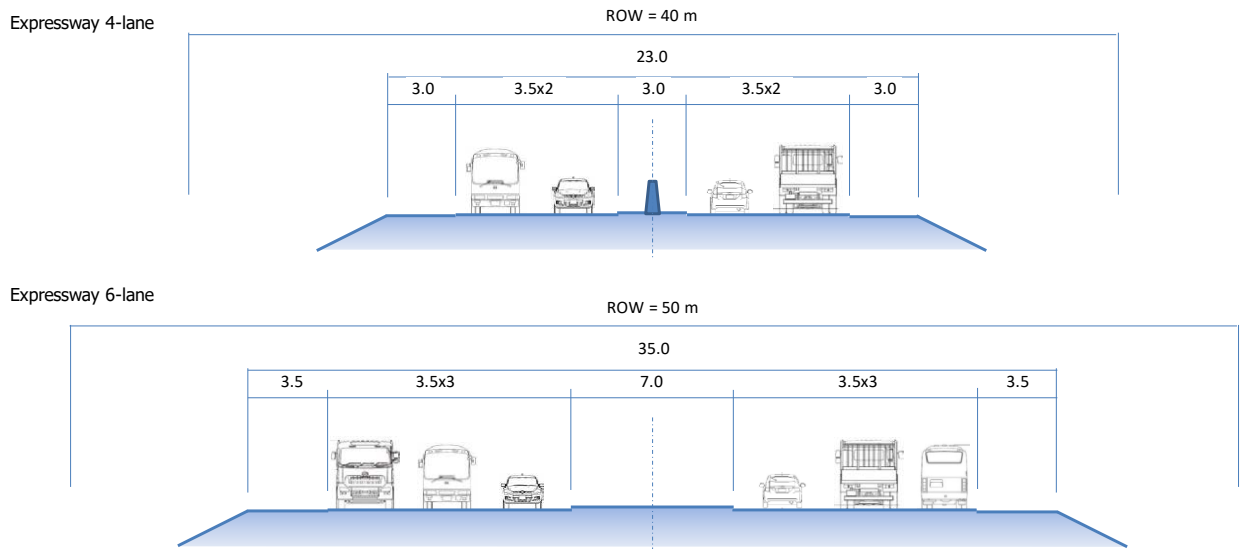 Expressway 4-lane
ROW = 40 m
23.0
3.0 3.5x2 3.0 3.5x2 3.0
Expressway 6-lane
ROW = 50 m
35.0
3.5 3.5x3 7.0 3.5x3 3.5